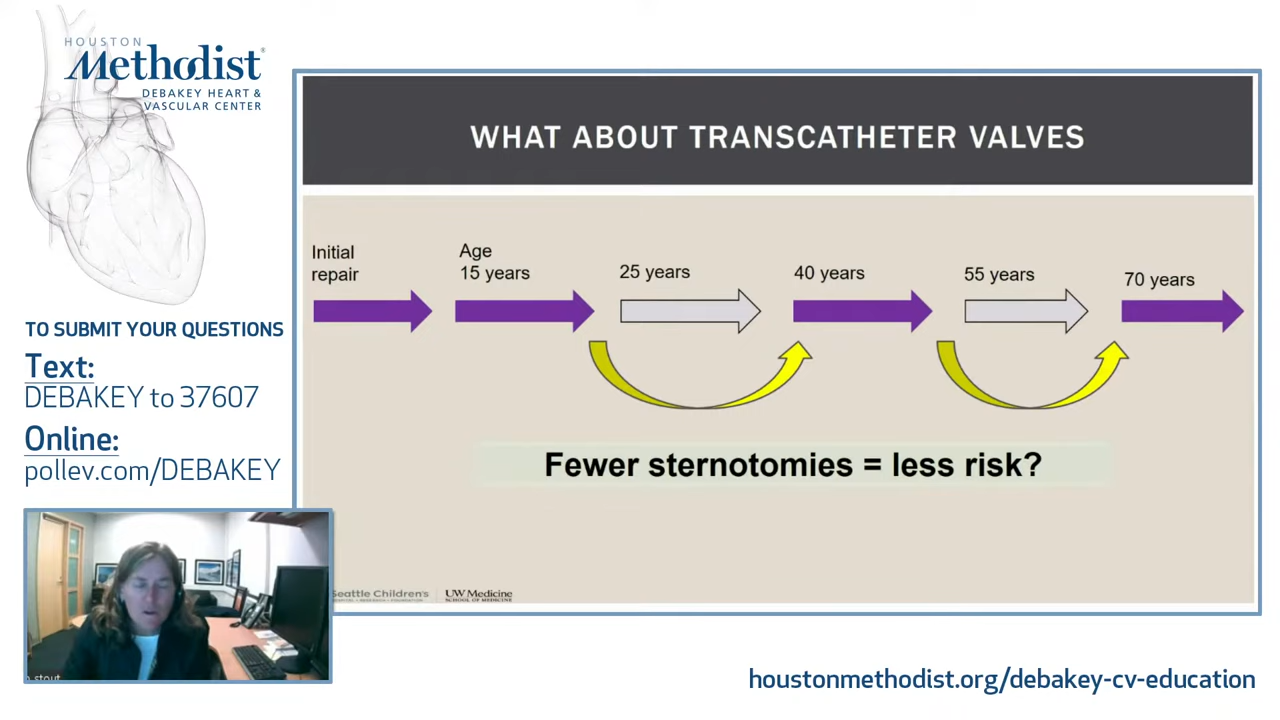 HOUSTON
Methodist®
DEBAKEY HEART &
VASCULAR CENTER
TO SUBMIT YOUR QUESTIONS
Text:
DEBAKEY to 37607
Online:
pollev.com/DEBAKEY
WHAT ABOUT TRANSCATHETER VALVES
Initial
repair
Age
15 years
25 years
40 years
55 years
70 years
Fewer sternotomies = less risk?
Seattle Children's
UW Medicine
SCHOOL OF MEDICINE
stout
houstonmethodist.org/debakey-cv-education